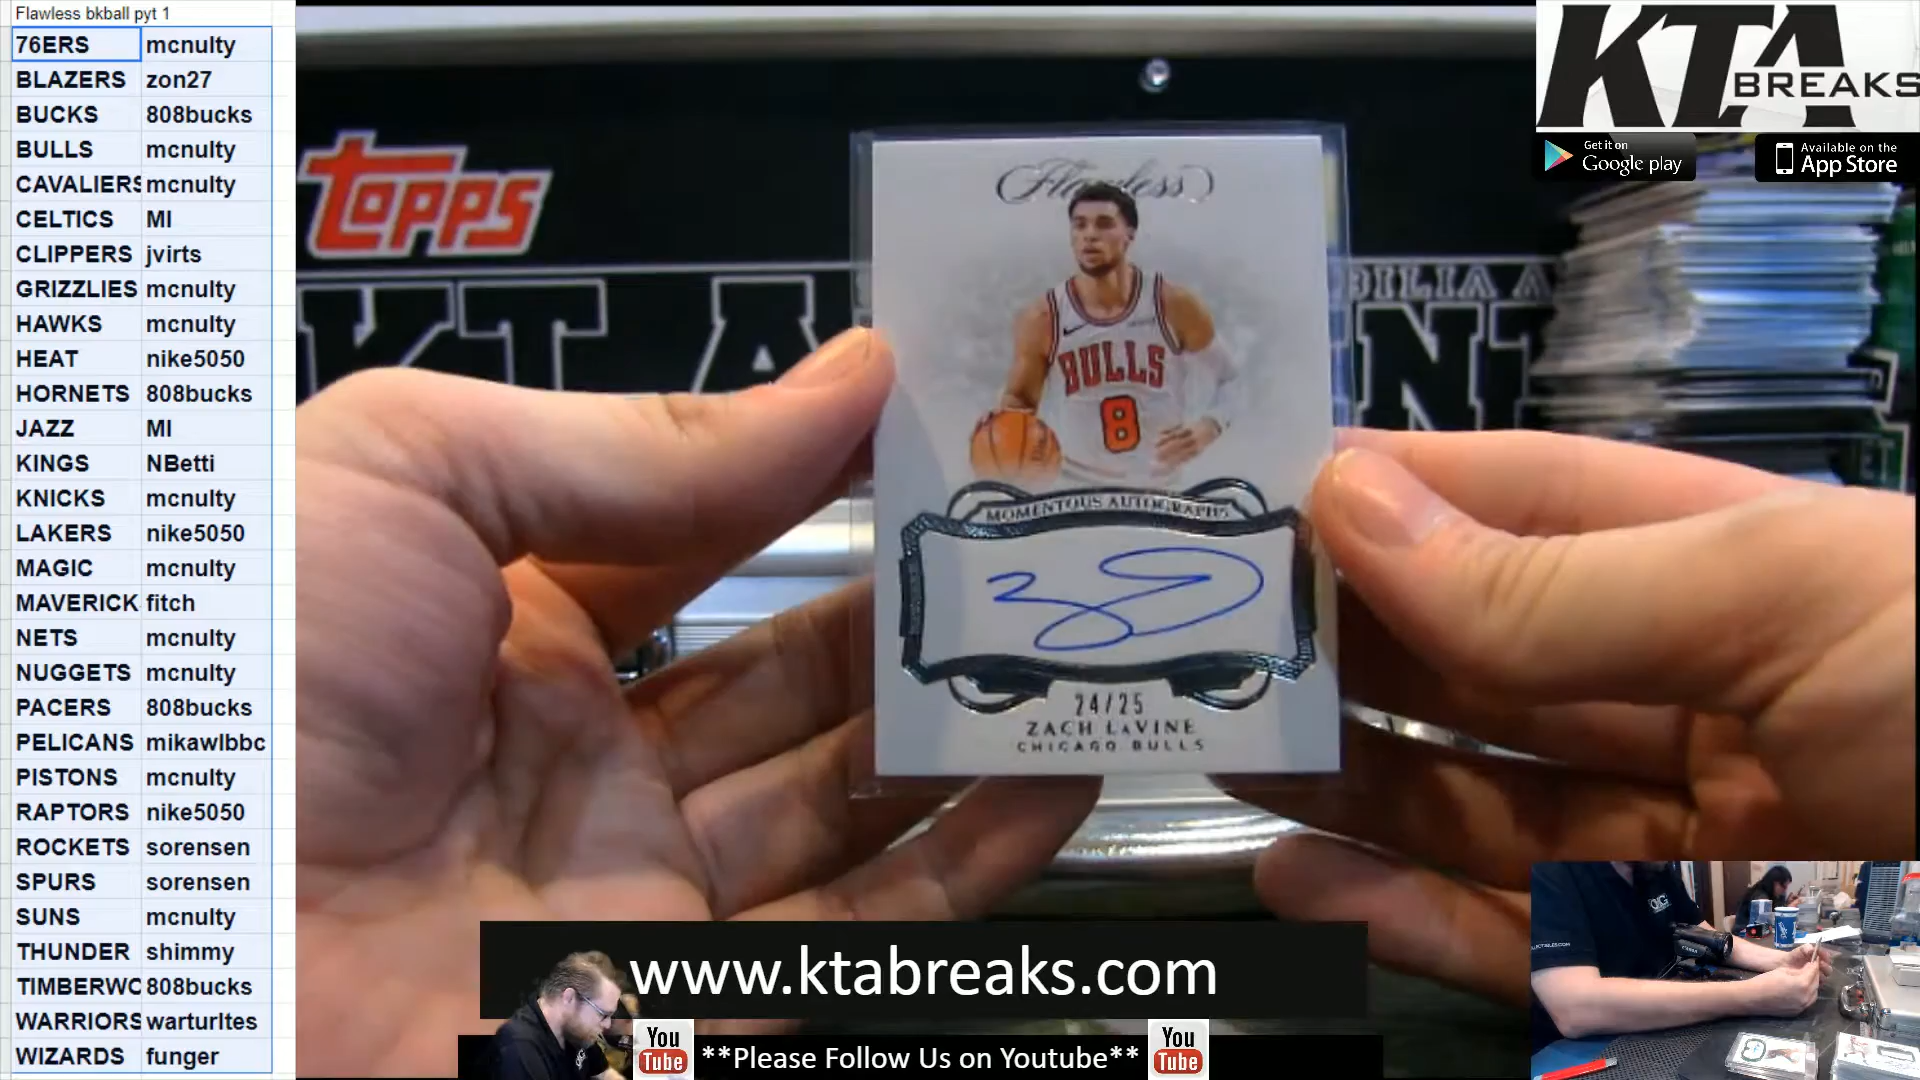 Flawless bkball pyt 1
76ERS mcnulty
BLAZERS zon27
BUCKS 808bucks
BULLS mcnulty
CAVALIERS mcnulty
CELTICS MI
CLIPPERS jvirts
GRIZZLIES mcnulty
HAWKS mcnulty
HEAT nike5050
HORNETS 808bucks
JAZZ MI
KINGS NBetti
KNICKS mcnulty
LAKERS nike5050
MAGIC mcnulty
MAVERICK fitch
NETS mcnulty
NUGGETS mcnulty
PACERS 808bucks
PELICANS mikawlbbc
PISTONS mcnulty
RAPTORS nike5050
ROCKETS sorensen
SPURS sorensen
SUNS mcnulty
THUNDER shimmy
TIMBERWO 808bucks
WARRIORS warturltes
WIZARDS funger
KTA
BREAKS
Get it on
Google play
Available on the
App Store
TOPPS
KTA
Flawless
BULLS
8
MOMENTOUS AUTOGRAPHS
24/25
ZACH LAVINE
CHICAGO BULLS
www.ktabreaks.com
You
Tube
**Please Follow Us on Youtube**
You
Tube